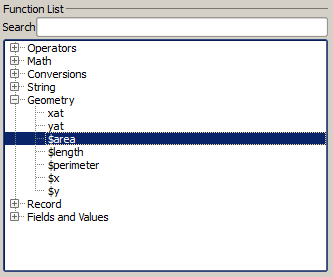 Function List
Search
Operators
Math
Conversions
String
Geometry
xat
yat
$area
$length
$perimeter
$x
$y
Record
Fields and Values